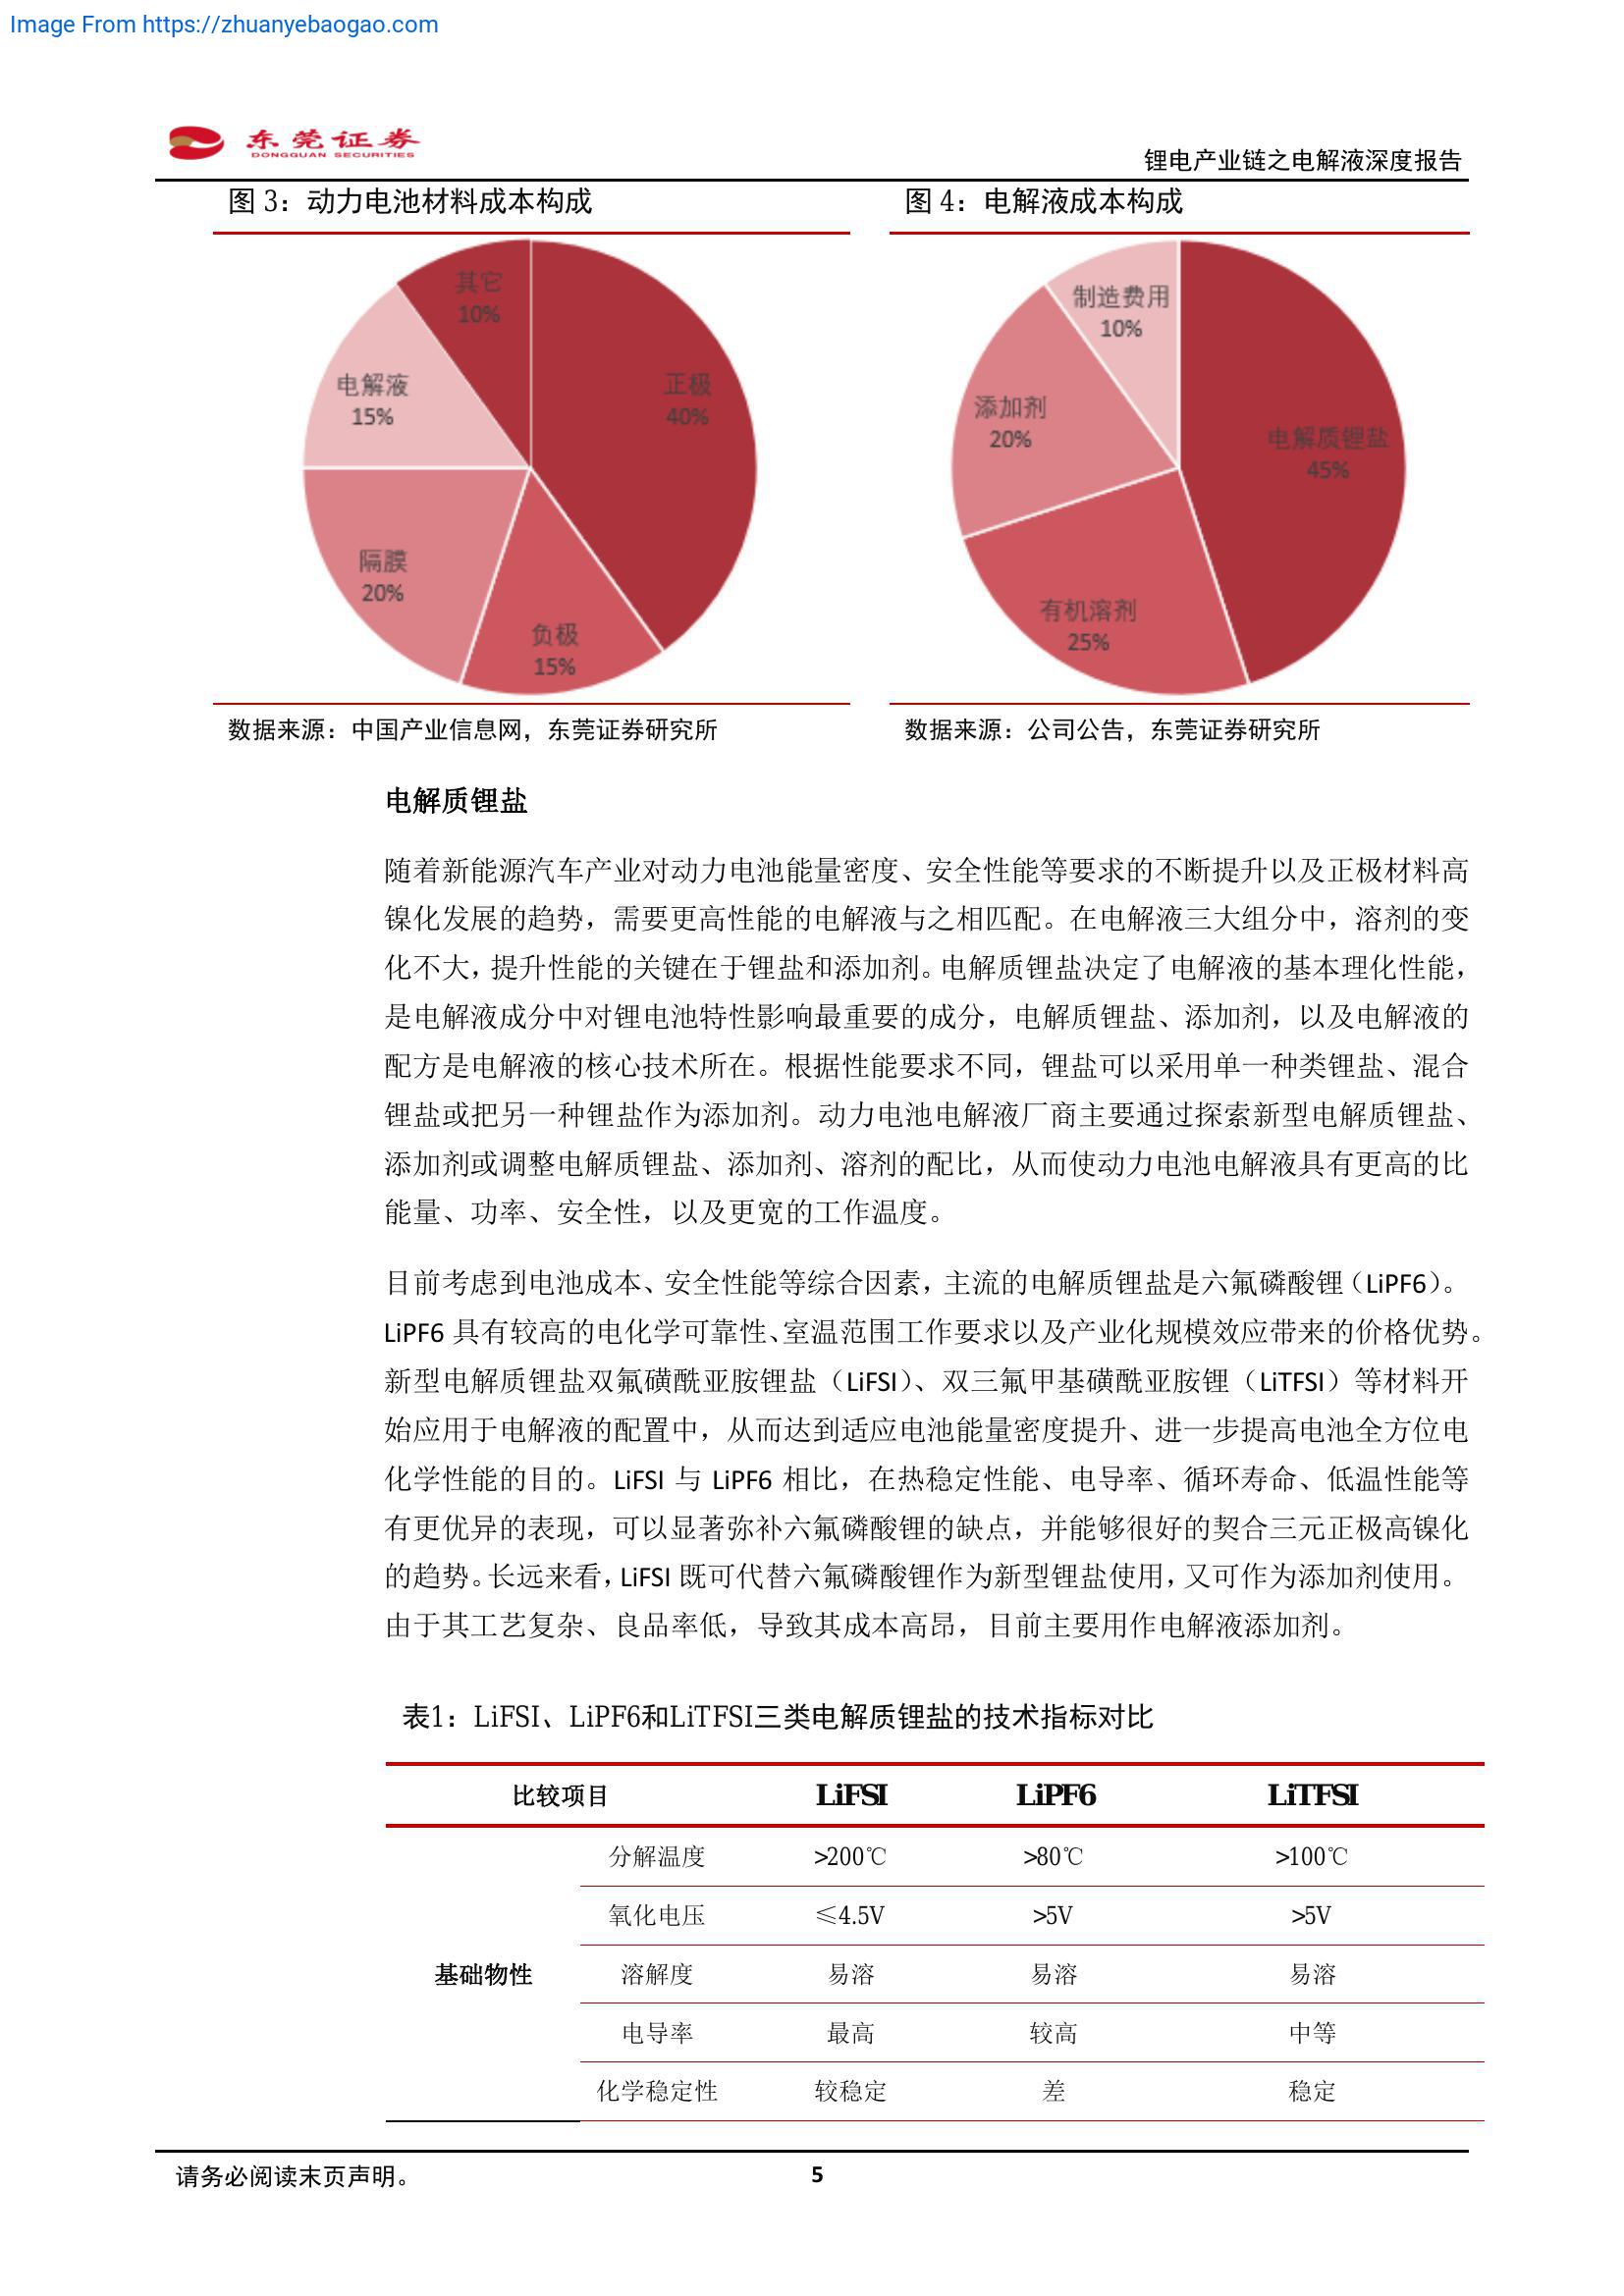 Image From https://zhuanyebaogao.com
东莞证券
DONGGUAN SECURITIES
锂电产业链之电解液深度报告
图 3：动力电池材料成本构成
其它
10%
正极
40%
电解液
15%
隔膜
20%
负极
15%
数据来源：中国产业信息网，东莞证券研究所
图 4：电解液成本构成
制造费用
10%
添加剂
20%
电解质锂盐
45%
有机溶剂
25%
数据来源：公司公告，东莞证券研究所
电解质锂盐
随着新能源汽车产业对动力电池能量密度、安全性能等要求的不断提升以及正极材料高
镍化发展的趋势，需要更高性能的电解液与之相匹配。在电解液三大组分中，溶剂的变
化不大，提升性能的关键在于锂盐和添加剂。电解质锂盐决定了电解液的基本理化性能，
是电解液成分中对锂电池特性影响最重要的成分，电解质锂盐、添加剂，以及电解液的
配方是电解液的核心技术所在。根据性能要求不同，锂盐可以采用单一种类锂盐、混合
锂盐或把另一种锂盐作为添加剂。动力电池电解液厂商主要通过探索新型电解质锂盐、
添加剂或调整电解质锂盐、添加剂、溶剂的配比，从而使动力电池电解液具有更高的比
能量、功率、安全性，以及更宽的工作温度。
目前考虑到电池成本、安全性能等综合因素，主流的电解质锂盐是六氟磷酸锂（LiPF6）。
LiPF6 具有较高的电化学可靠性、室温范围工作要求以及产业化规模效应带来的价格优势。
新型电解质锂盐双氟磺酰亚胺锂盐（LiFSI）、双三氟甲基磺酰亚胺锂（LiTFSI）等材料开
始应用于电解液的配置中，从而达到适应电池能量密度提升、进一步提高电池全方位电
化学性能的目的。LiFSI 与 LiPF6 相比，在热稳定性能、电导率、循环寿命、低温性能等
有更优异的表现，可以显著弥补六氟磷酸锂的缺点，并能够很好的契合三元正极高镍化
的趋势。长远来看，LiFSI 既可代替六氟磷酸锂作为新型锂盐使用，又可作为添加剂使用。
由于其工艺复杂、良品率低，导致其成本高昂，目前主要用作电解液添加剂。
表1：LiFSI、LiPF6和LiTFSI三类电解质锂盐的技术指标对比
比较项目 LiFSI LiPF6 LiTFSI
分解温度 >200℃ >80℃ >100℃
氧化电压 ≤4.5V >5V >5V
基础物性 溶解度 易溶 易溶 易溶
电导率 最高 较高 中等
化学稳定性 较稳定 差 稳定
请务必阅读末页声明。
5